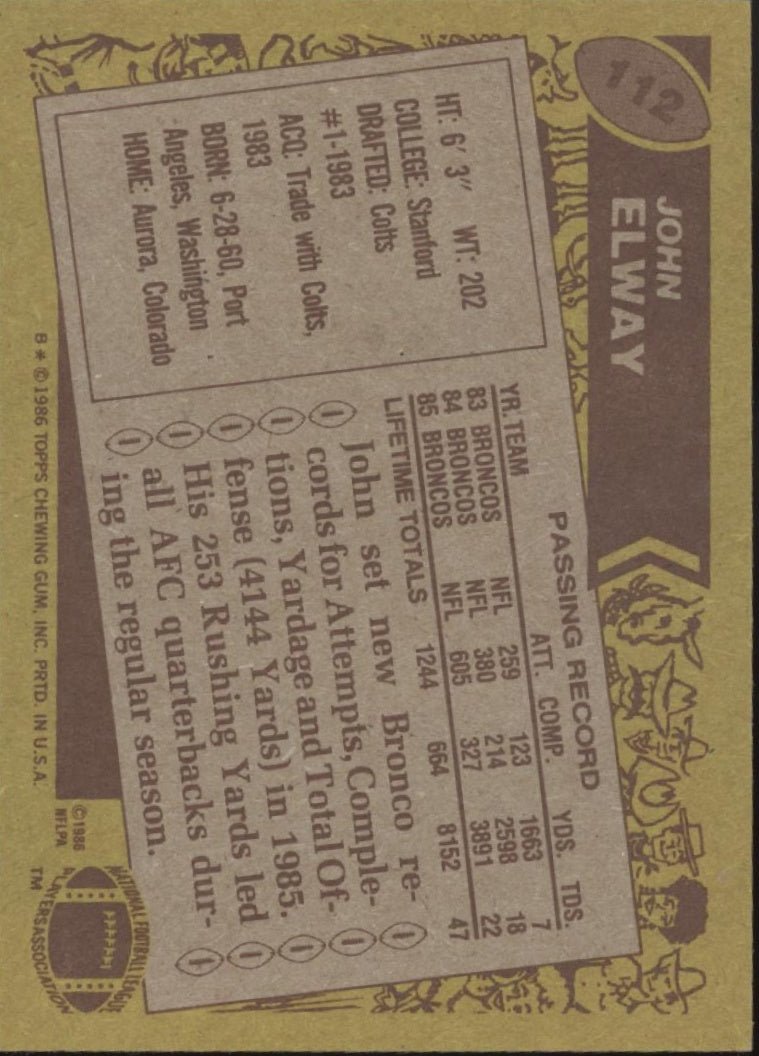 112
JOHN
ELWAY
HT: 6' 3" WT: 202
COLLEGE: Stanford
DRAFTED: Colts
#1-1983
ACQ: Trade with Colts,
1983
BORN: 6-28-60, Port
Angeles, Washington
HOME: Aurora, Colorado
PASSING RECORD
YR. TEAM ATT. COMP. YDS. TDS.
83 BRONCOS NFL 259 123 1663 7
84 BRONCOS NFL 380 214 2598 18
85 BRONCOS NFL 605 327 3891 22
LIFETIME TOTALS 1244 664 8152 47
John set new Bronco re-
cords for Attempts, Comple-
tions, Yardage and Total Of-
fense (4144 Yards) in 1985.
His 253 Rushing Yards led
all AFC quarterbacks dur-
ing the regular season.
B * © 1986 TOPPS CHEWING GUM, INC. PRTD. IN U.S.A.
© 1986
NFLPA
NATIONAL FOOTBALL LEAGUE
PLAYERS ASSOCIATION
TM